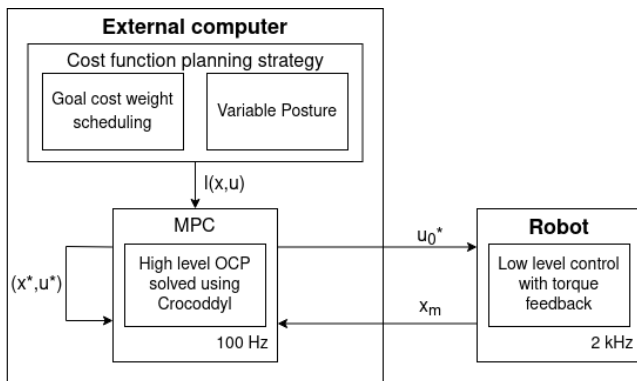 External computer
Cost function planning strategy
Goal cost weight
scheduling
Variable Posture
l(x,u)
MPC
High level OCP
solved using
Crocoddyl
100 Hz
(x*,u*)
u₀*
xₘ
Robot
Low level control
with torque
feedback
2 kHz